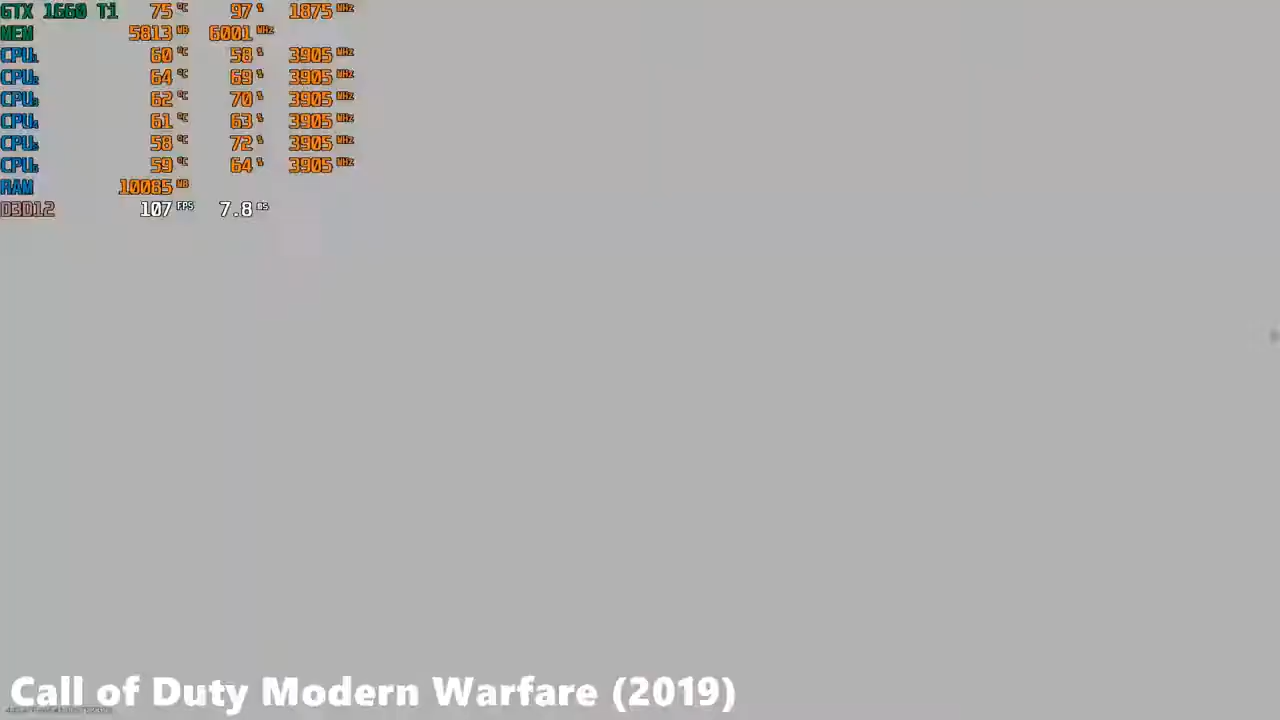 GTX 1660 Ti 75 °C 97 % 1875 MHz
MEM 5813 MB 6001 MHz
CPU1 60 °C 58 % 3905 MHz
CPU2 64 °C 69 % 3905 MHz
CPU3 62 °C 70 % 3905 MHz
CPU4 61 °C 63 % 3905 MHz
CPU5 58 °C 72 % 3905 MHz
CPU6 59 °C 64 % 3905 MHz
RAM 10085 MB
D3D12 107 FPS 7.8 ms
Call of Duty Modern Warfare (2019)